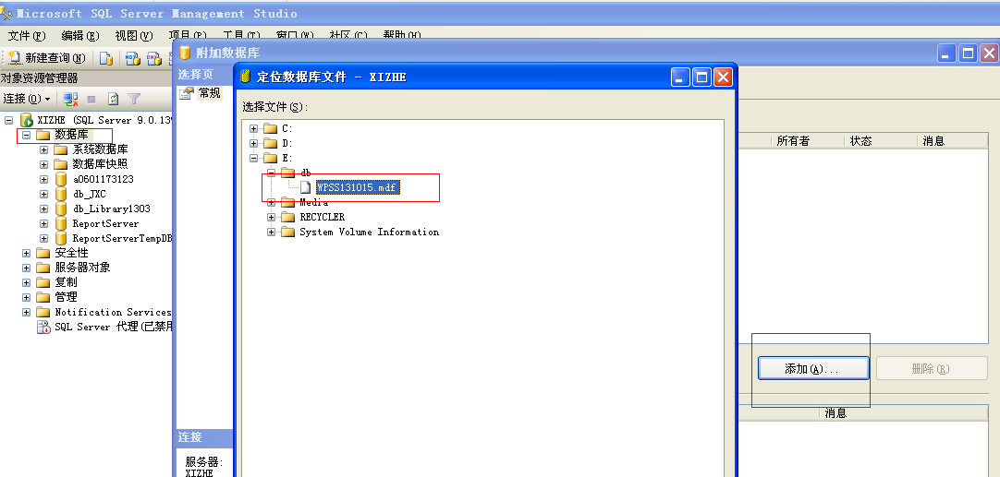 Microsoft SQL Server Management Studio
文件(F) 编辑(E) 视图(V) 项目(P) 工具(T) 窗口(W) 社区(C) 帮助(H)
新建查询(N)
附加数据库
对象资源管理器
选择页
连接(O)
常规
定位数据库文件 - XIZHE
选择文件(S):
XIZHE (SQL Server 9.0.139
数据库
系统数据库
数据库快照
a0601173123
db_JXC
db_Library1303
ReportServer
ReportServerTempDB
安全性
服务器对象
复制
管理
Notification Services
SQL Server 代理(已禁用
C:
D:
E:
db
WPSS131015.mdf
Media
RECYCLER
System Volume Information
所有者 状态 消息
添加(A)... 删除(R)
消息
连接
服务器:
XIZHE